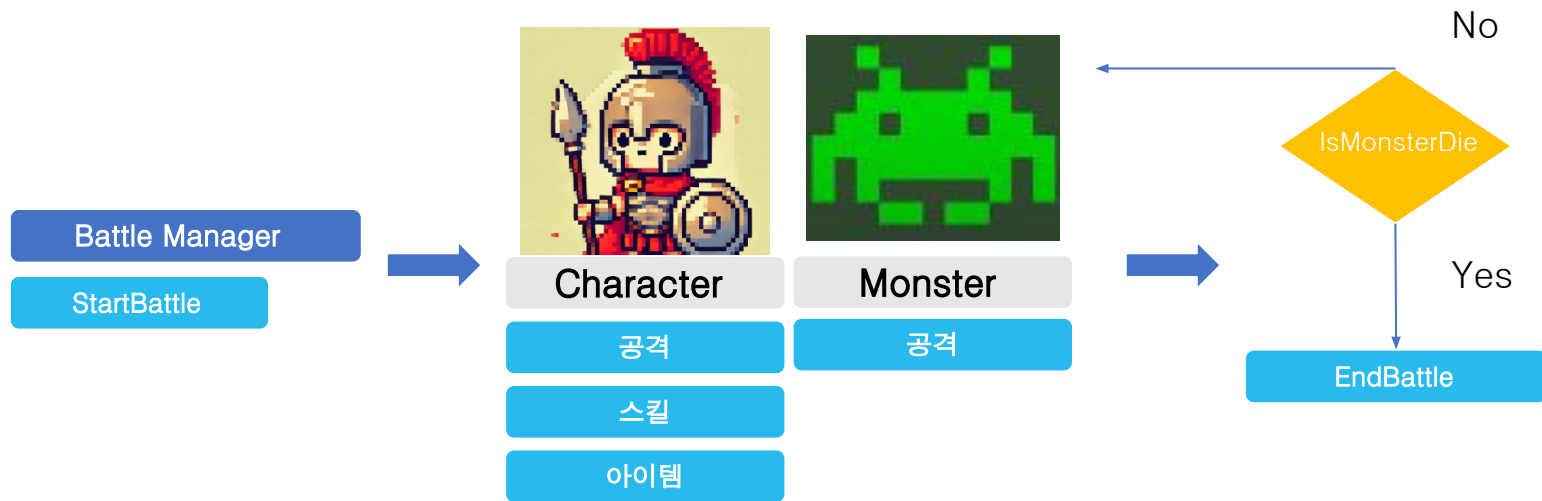 Battle Manager
StartBattle
Character
공격
스킬
아이템
Monster
공격
No
IsMonsterDie
Yes
EndBattle